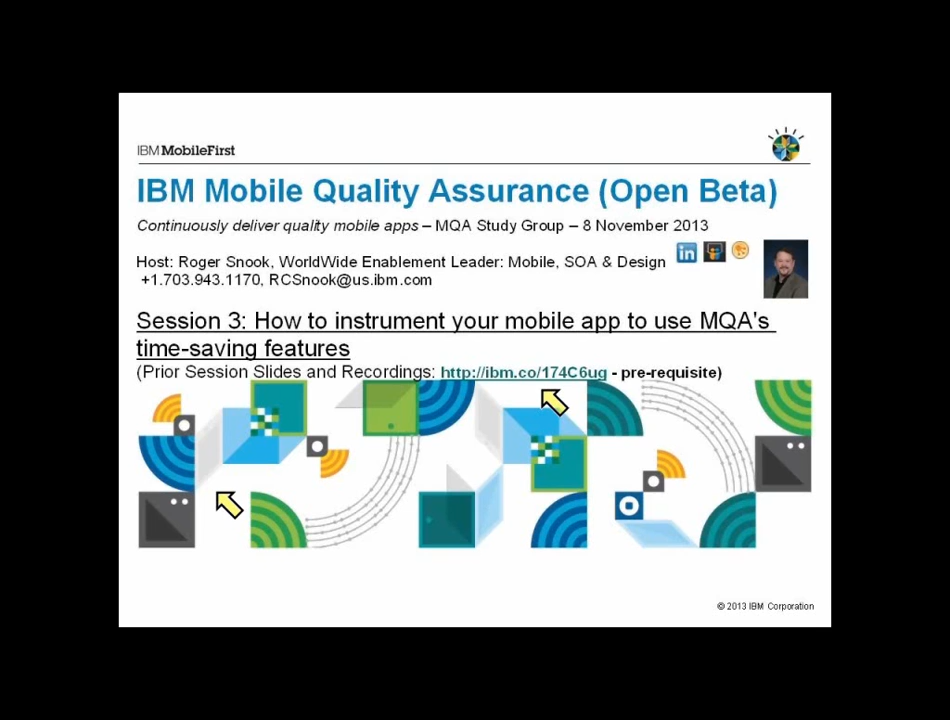 IBM MobileFirst
IBM Mobile Quality Assurance (Open Beta)
Continuously deliver quality mobile apps – MQA Study Group – 8 November 2013
in
Host: Roger Snook, WorldWide Enablement Leader: Mobile, SOA & Design
+1.703.943.1170, RCSnook@us.ibm.com
Session 3: How to instrument your mobile app to use MQA's
time-saving features
(Prior Session Slides and Recordings: http://ibm.co/174C6ug - pre-requisite)
© 2013 IBM Corporation